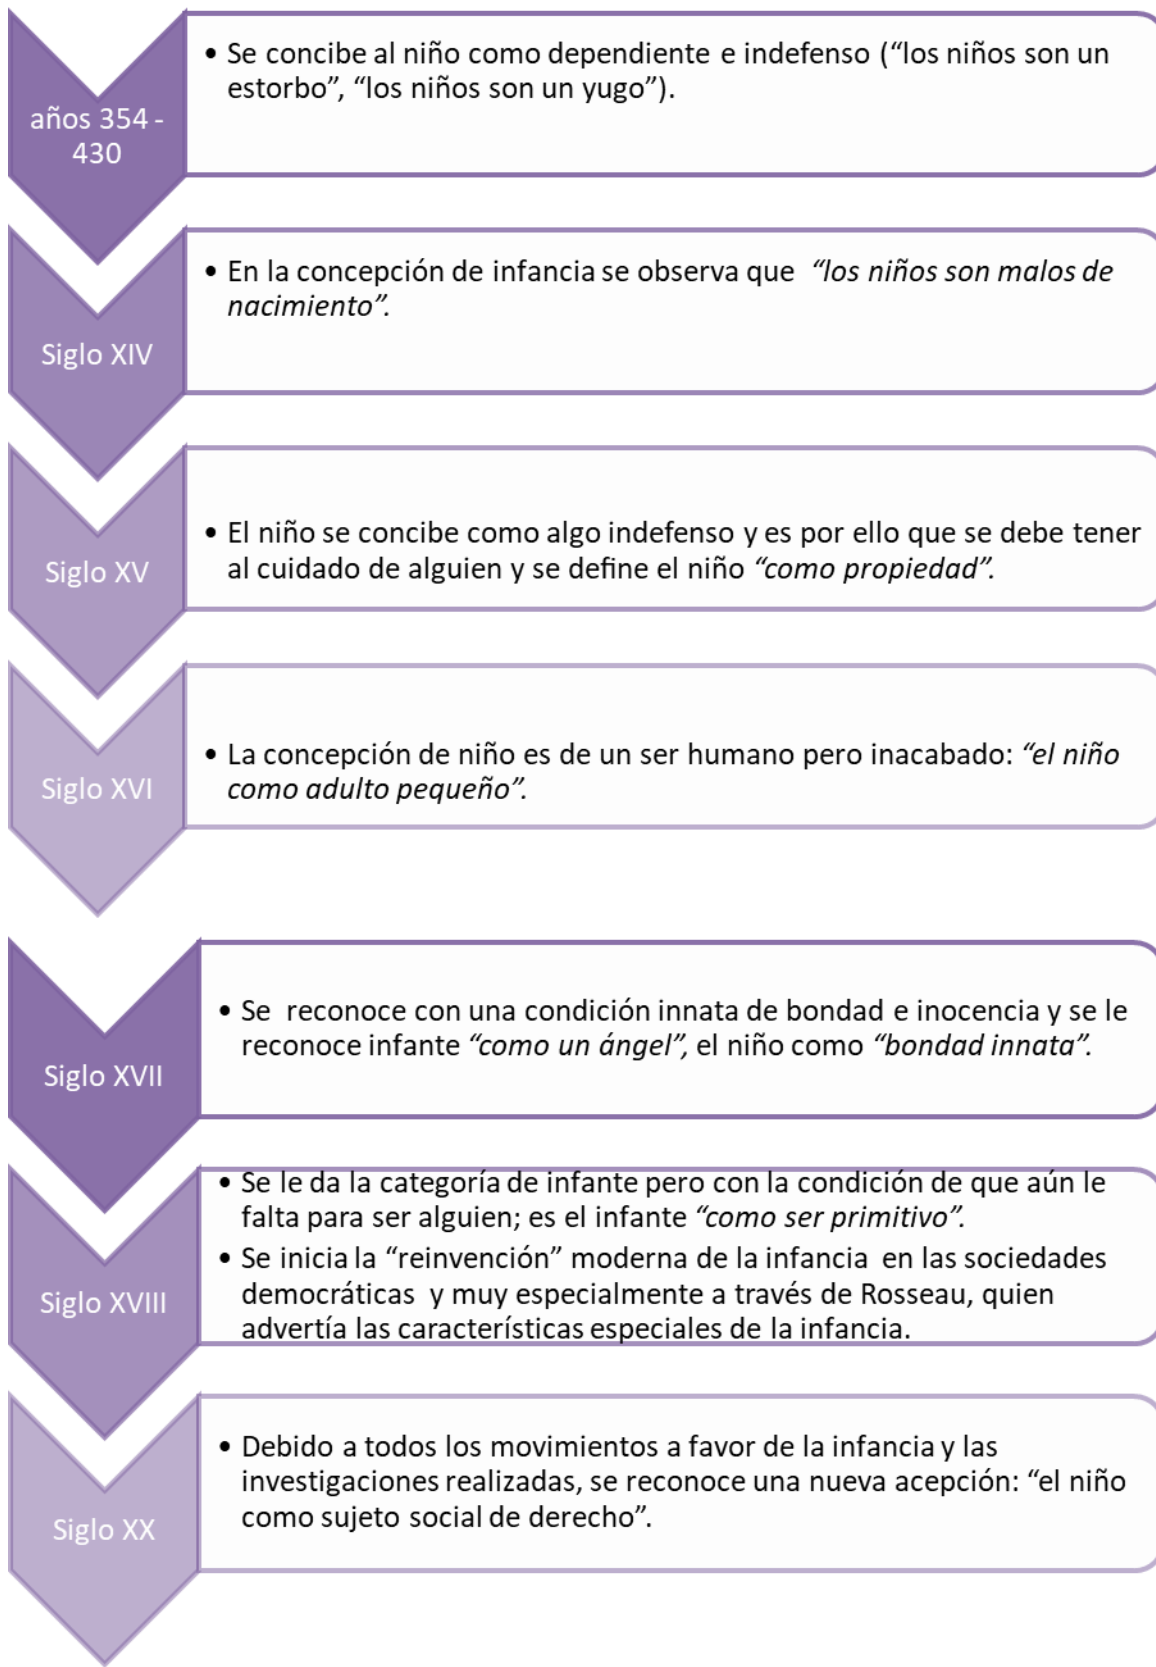 años 354 -
430
• Se concibe al niño como dependiente e indefenso (“los niños son un
estorbo”, “los niños son un yugo”).
Siglo XIV
• En la concepción de infancia se observa que “los niños son malos de
nacimiento”.
Siglo XV
• El niño se concibe como algo indefenso y es por ello que se debe tener
al cuidado de alguien y se define el niño “como propiedad”.
Siglo XVI
• La concepción de niño es de un ser humano pero inacabado: “el niño
como adulto pequeño”.
Siglo XVII
• Se reconoce con una condición innata de bondad e inocencia y se le
reconoce infante “como un ángel”, el niño como “bondad innata”.
Siglo XVIII
• Se le da la categoría de infante pero con la condición de que aún le
falta para ser alguien; es el infante “como ser primitivo”.
• Se inicia la “reinvención” moderna de la infancia en las sociedades
democráticas y muy especialmente a través de Rosseau, quien
advertía las características especiales de la infancia.
Siglo XX
• Debido a todos los movimientos a favor de la infancia y las
investigaciones realizadas, se reconoce una nueva acepción: “el niño
como sujeto social de derecho”.